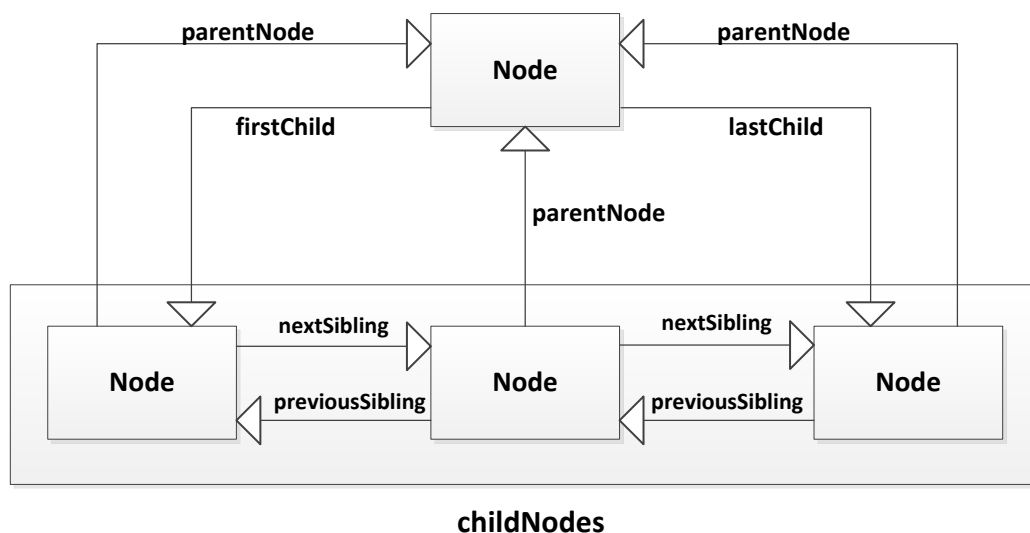 parentNode
parentNode
Node
firstChild
lastChild
parentNode
nextSibling
nextSibling
Node
Node
Node
previousSibling
previousSibling
childNodes